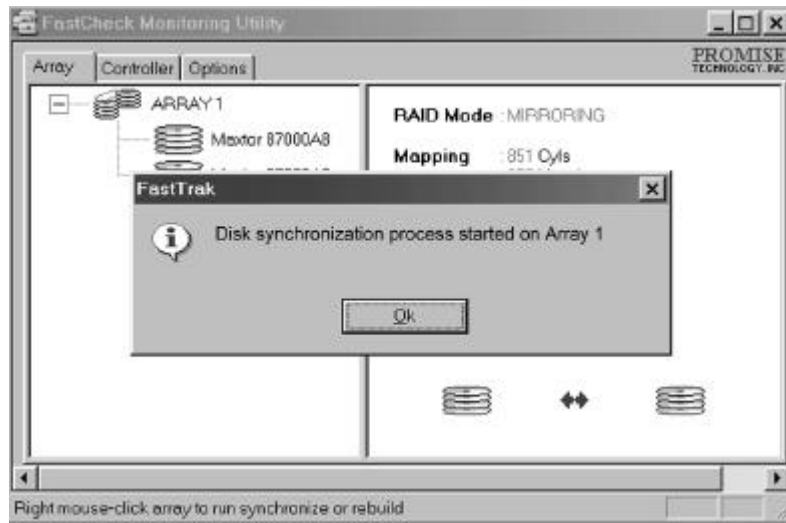 FastCheck Monitoring Utility
PROMISE
TECHNOLOGY, INC
Array Controller Options
ARRAY 1
Maxtor 87000A8
RAID Mode : MIRRORING
Mapping : 851 Cyls
FastTrak
Disk synchronization process started on Array 1
Ok
Right mouse-click array to run synchronize or rebuild